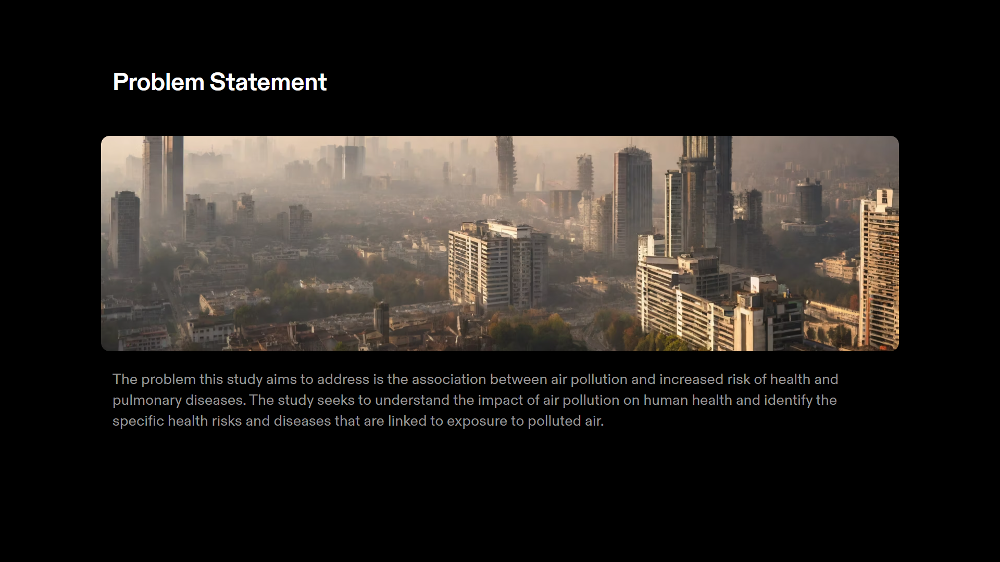 Problem Statement
The problem this study aims to address is the association between air pollution and increased risk of health and
pulmonary diseases. The study seeks to understand the impact of air pollution on human health and identify the
specific health risks and diseases that are linked to exposure to polluted air.